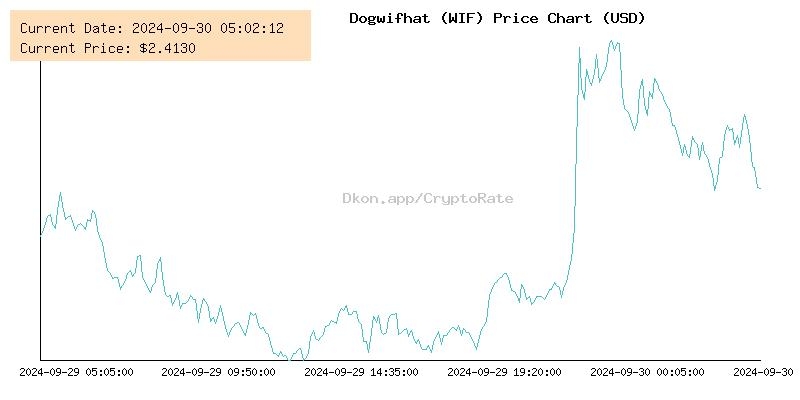 Dogwifhat (WIF) Price Chart (USD)
Current Date: 2024-09-30 05:02:12
Current Price: $2.4130
Dkon.app/CryptoRate
2024-09-29 05:05:00 2024-09-29 09:50:00 2024-09-29 14:35:00 2024-09-29 19:20:00 2024-09-30 00:05:00 2024-09-30